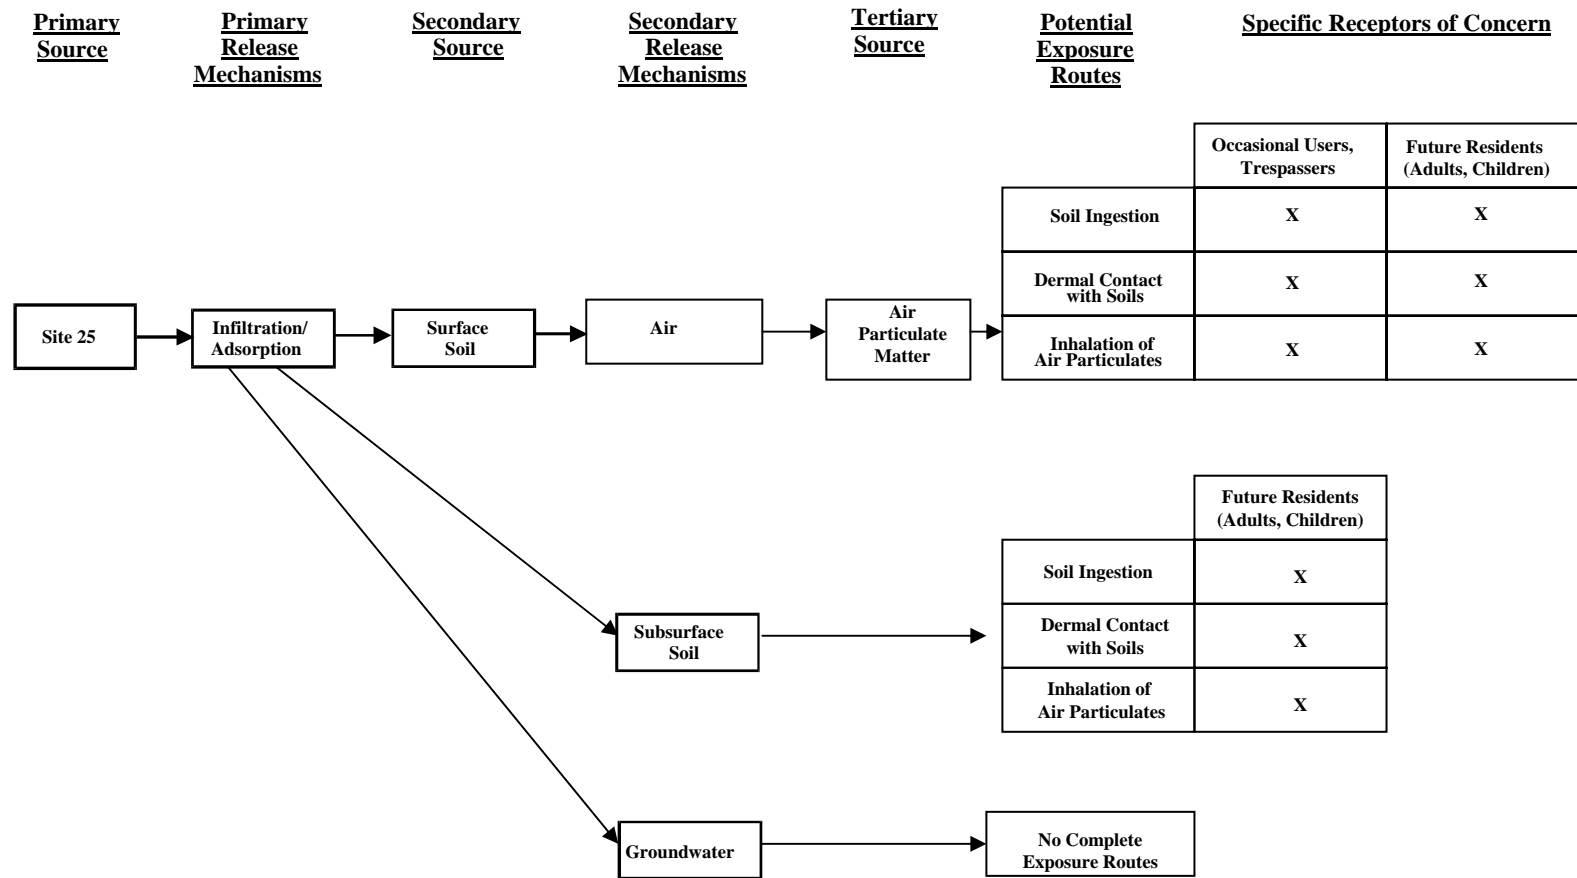 Primary
Source
Primary
Release
Mechanisms
Secondary
Source
Secondary
Release
Mechanisms
Tertiary
Source
Potential
Exposure
Routes
Specific Receptors of Concern
Occasional Users,
Trespassers
Future Residents
(Adults, Children)
Soil Ingestion
X
X
Dermal Contact
with Soils
X
X
Inhalation of
Air Particulates
X
X
Site 25
Infiltration/
Adsorption
Surface
Soil
Air
Air
Particulate
Matter
Future Residents
(Adults, Children)
Soil Ingestion
X
Subsurface
Soil
Dermal Contact
with Soils
X
Inhalation of
Air Particulates
X
Groundwater
No Complete
Exposure Routes